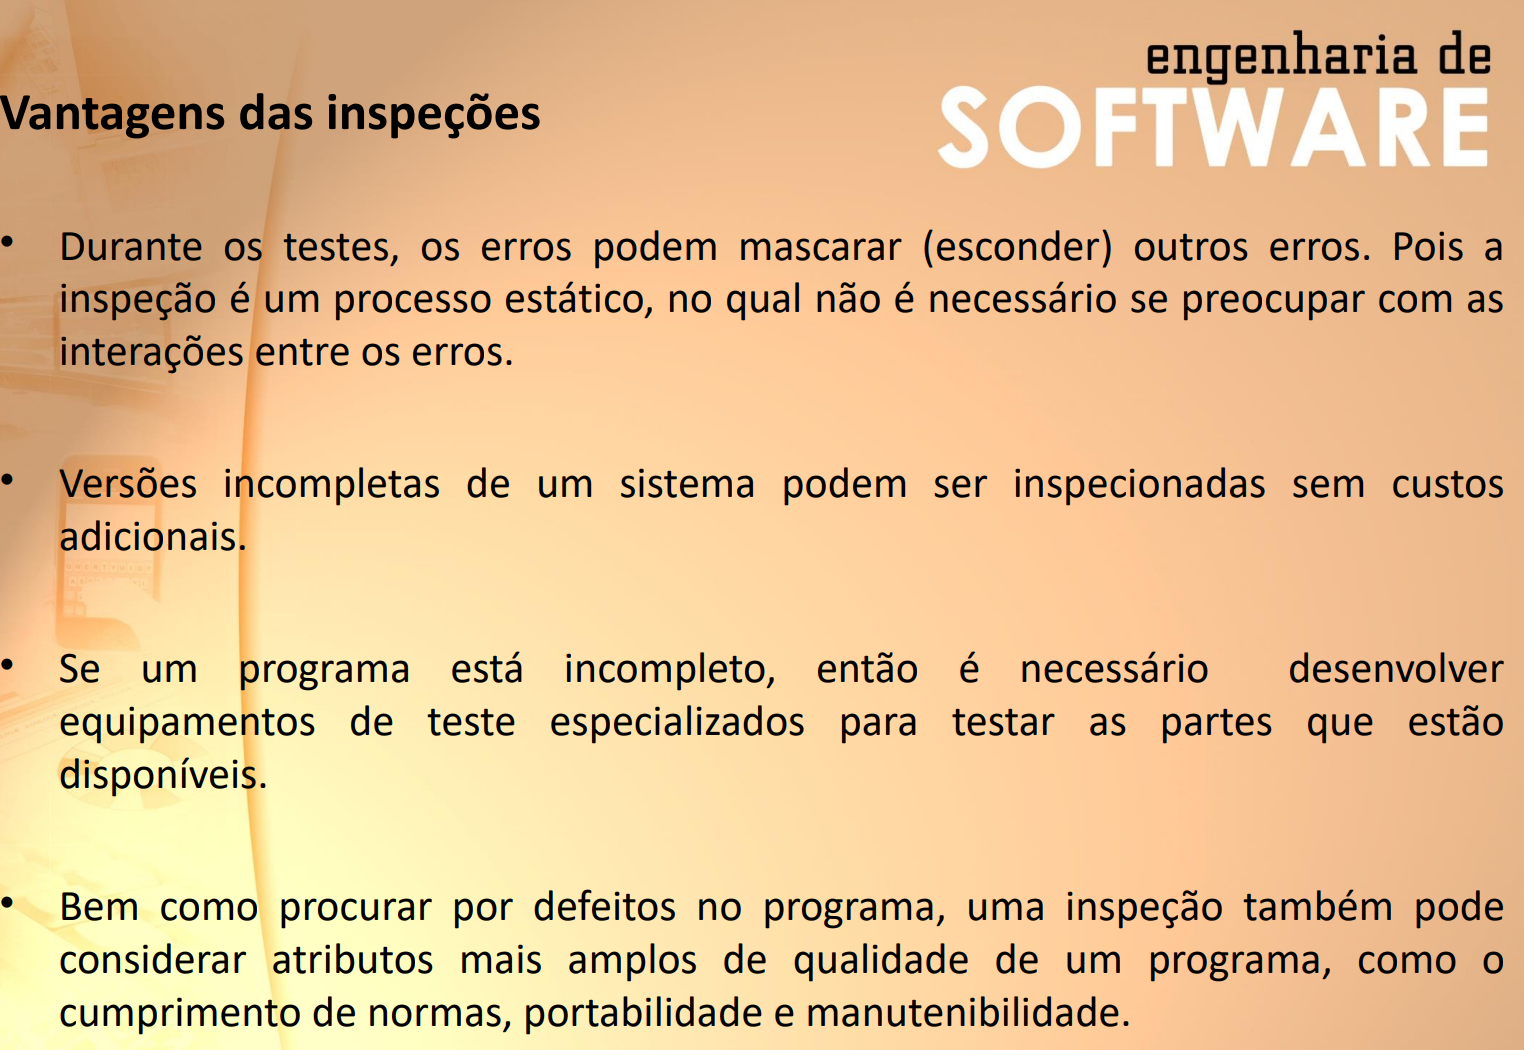 engenharia de
SOFTWARE
Vantagens das inspeções
• Durante os testes, os erros podem mascarar (esconder) outros erros. Pois a
inspeção é um processo estático, no qual não é necessário se preocupar com as
interações entre os erros.
• Versões incompletas de um sistema podem ser inspecionadas sem custos
adicionais.
• Se um programa está incompleto, então é necessário desenvolver
equipamentos de teste especializados para testar as partes que estão
disponíveis.
• Bem como procurar por defeitos no programa, uma inspeção também pode
considerar atributos mais amplos de qualidade de um programa, como o
cumprimento de normas, portabilidade e manutenibilidade.